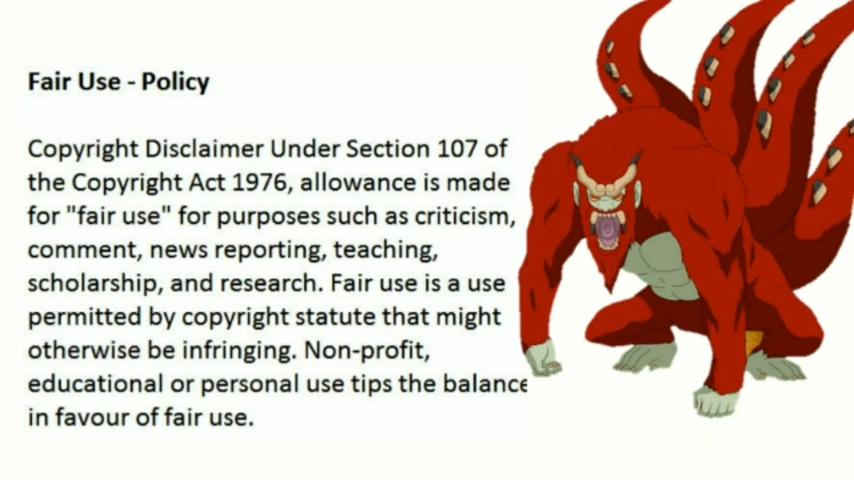 Fair Use - Policy
Copyright Disclaimer Under Section 107 of
the Copyright Act 1976, allowance is made
for "fair use" for purposes such as criticism,
comment, news reporting, teaching,
scholarship, and research. Fair use is a use
permitted by copyright statute that might
otherwise be infringing. Non-profit,
educational or personal use tips the balance
in favour of fair use.